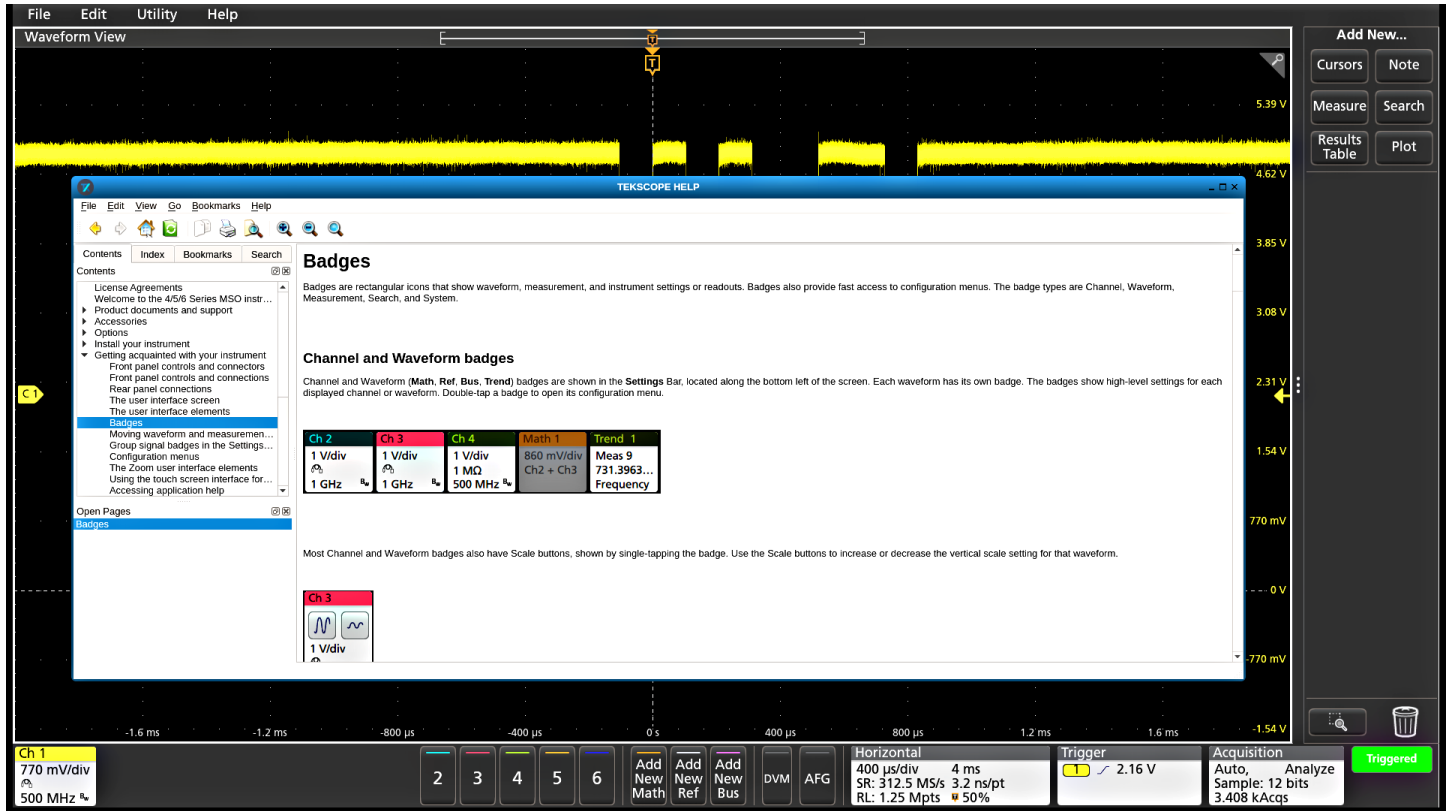 File Edit Utility Help
Waveform View
Add New...
Cursors Note
Measure Search
Results Table Plot
T
T
5.39 V
4.62 V
3.85 V
3.08 V
2.31 V
1.54 V
770 mV
0 V
-770 mV
-1.54 V
C 1
TEKSCOPE HELP
File Edit View Go Bookmarks Help
Contents Index Bookmarks Search
Contents
License Agreements
Welcome to the 4/5/6 Series MSO instr...
Product documents and support
Accessories
Options
Install your instrument
Getting acquainted with your instrument
Front panel controls and connectors
Front panel controls and connections
Rear panel connections
The user interface screen
The user interface elements
Badges
Moving waveform and measuremen...
Group signal badges in the Settings...
Configuration menus
The Zoom user interface elements
Using the touch screen interface for...
Accessing application help
Open Pages
Badges
Badges
Badges are rectangular icons that show waveform, measurement, and instrument settings or readouts. Badges also provide fast access to configuration menus. The badge types are Channel, Waveform,
Measurement, Search, and System.
Channel and Waveform badges
Channel and Waveform (Math, Ref, Bus, Trend) badges are shown in the Settings Bar, located along the bottom left of the screen. Each waveform has its own badge. The badges show high-level settings for each
displayed channel or waveform. Double-tap a badge to open its configuration menu.
Ch 2 Ch 3 Ch 4 Math 1 Trend 1
1 V/div 1 V/div 1 V/div 860 mV/div Meas 9
1 MΩ Ch2 + Ch3 731.3963...
1 GHz Bw 1 GHz Bw 500 MHz Bw Frequency
Most Channel and Waveform badges also have Scale buttons, shown by single-tapping the badge. Use the Scale buttons to increase or decrease the vertical scale setting for that waveform.
Ch 3
1 V/div
-1.6 ms -1.2 ms -800 µs -400 µs 0 s 400 µs 800 µs 1.2 ms 1.6 ms
Ch 1
770 mV/div
500 MHz Bw
2 3 4 5 6
Add New Math
Add New Ref
Add New Bus
DVM AFG
Horizontal
400 µs/div 4 ms
SR: 312.5 MS/s 3.2 ns/pt
RL: 1.25 Mpts 50%
Trigger
1 2.16 V
Acquisition
Auto, Analyze
Sample: 12 bits
3.408 kAcqs
Triggered